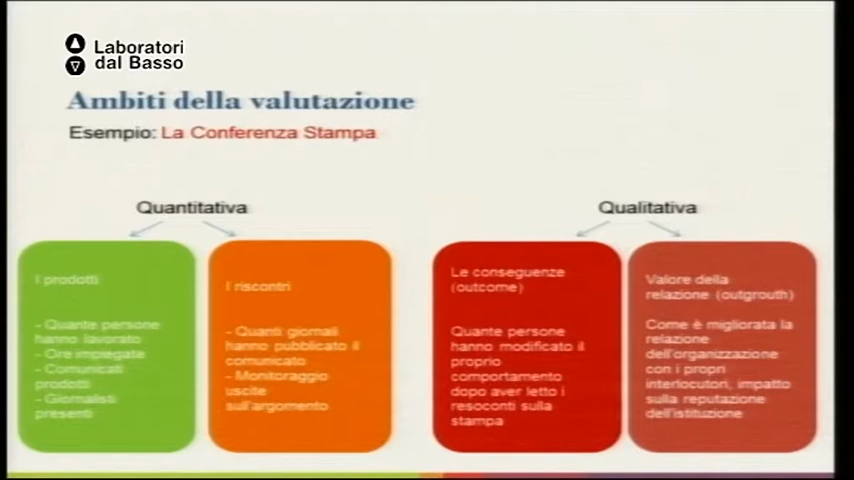 Laboratori
dal Basso
Ambiti della valutazione
Esempio: La Conferenza Stampa
Quantitativa
Qualitativa
I prodotti
- Quante persone
hanno lavorato
- Ore impiegate
- Comunicati
prodotti
- Giornalisti
presenti
I riscontri
- Quanti giornali
hanno pubblicato il
comunicato
- Monitoraggio
uscite
sull'argomento
Le conseguenze
(outcome)
Quante persone
hanno modificato il
proprio
comportamento
dopo aver letto i
resoconti sulla
stampa
Valore della
relazione (outgrouth)
Come è migliorata la
relazione
dell'organizzazione
con i propri
interlocutori, impatto
sulla reputazione
dell'istituzione